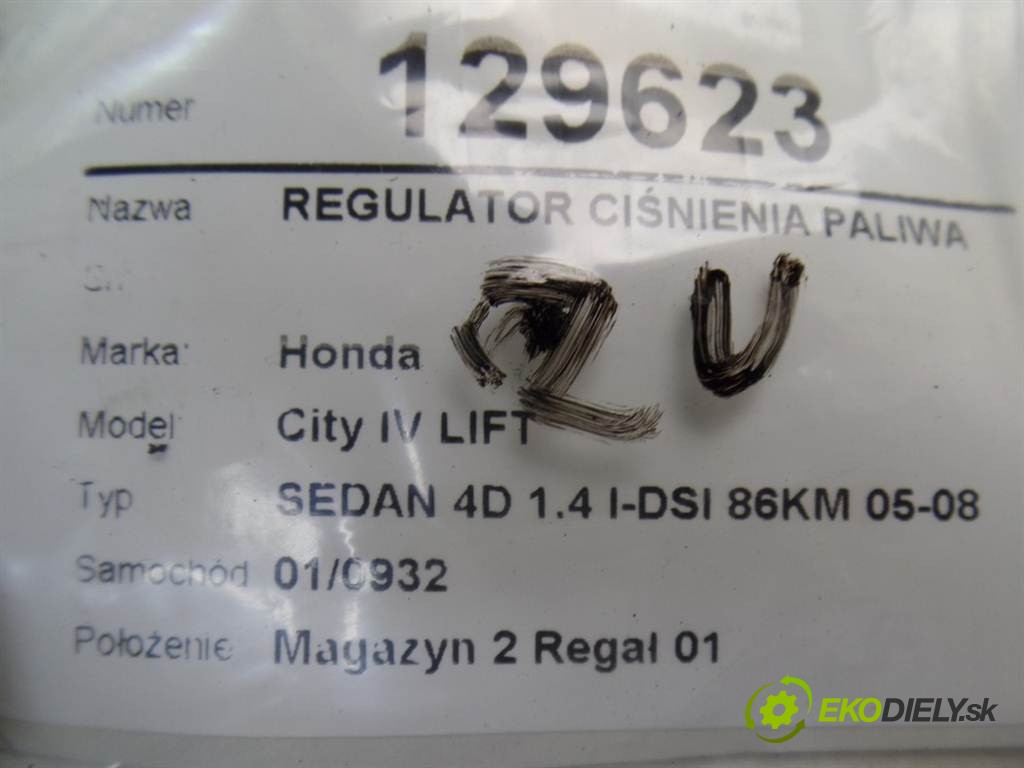 Numer 129623
Nazwa REGULATOR CIŚNIENIA PALIWA
Marka: Honda
Model City IV LIFT
Typ SEDAN 4D 1.4 I-DSI 86KM 05-08
Samochód 01/0932
Położenie Magazyn 2 Regał 01
EKODIELY.sk